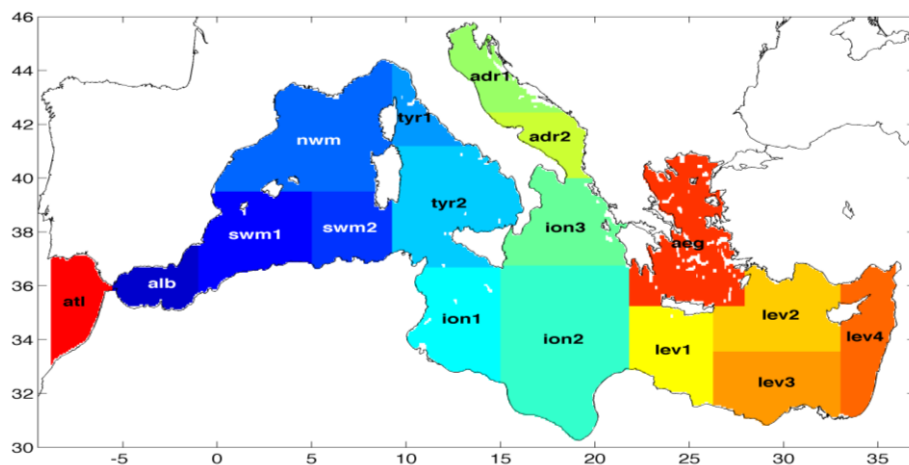 46
44
42
40
38
36
34
32
30
adr1
tyr1
nwm
adr2
tyr2
swm1
swm2
ion3
aeg
alb
atl
ion1
ion2
lev1
lev2
lev4
lev3
-5 0 5 10 15 20 25 30 35